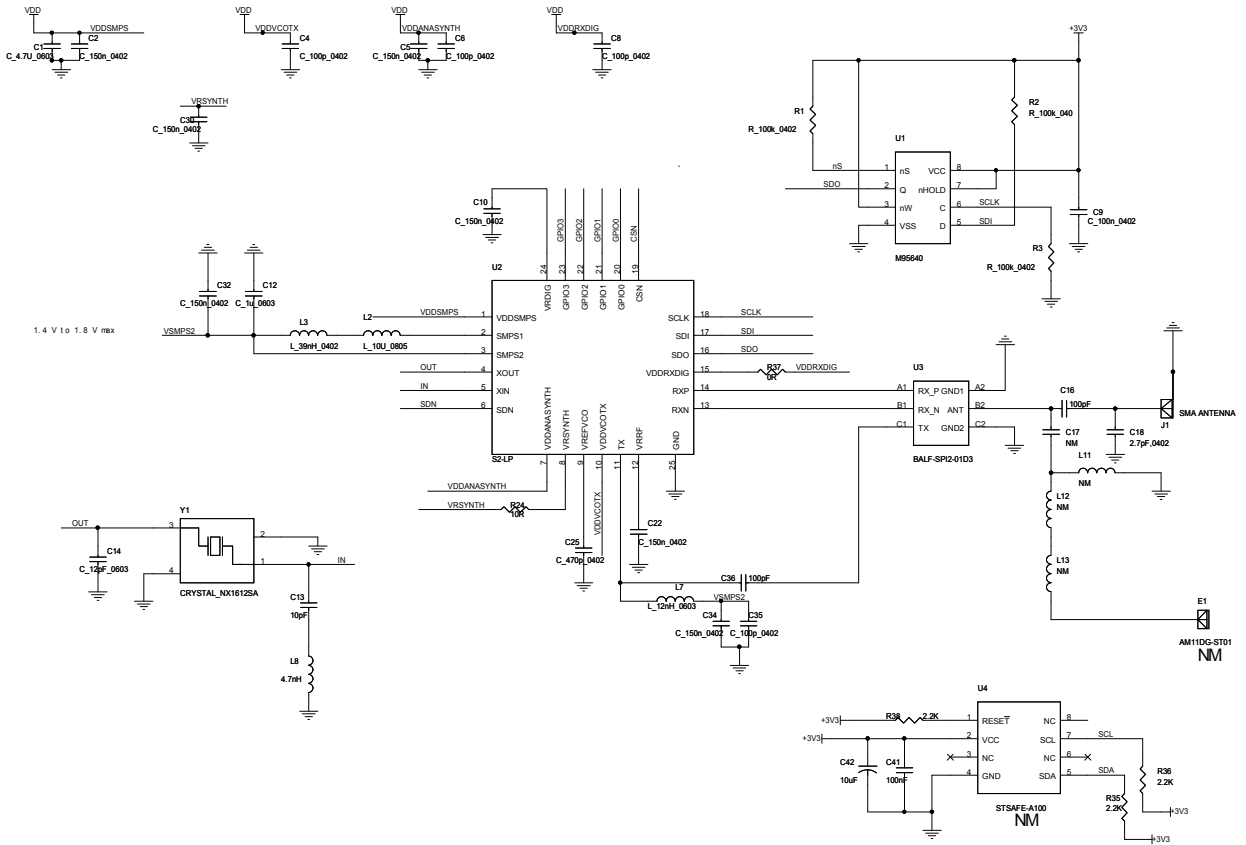 VDD
VDDSMPS
C1
C_4.7U_0603
C2
C_150n_0402
VDD
VDDVCOTX
C4
C_100p_0402
VDD
VDDANASYNTH
C5
C_150n_0402
C6
C_100p_0402
VDD
VDDRXDIG
C8
C_100p_0402
+3V3
VRSYNTH
C30
C_150n_0402
R1
R_100k_0402
R2
R_100k_040
U1
nS
1
nS
VCC
8
SDO
2
Q
nHOLD
7
3
nW
C
6
SCLK
4
VSS
D
5
SDI
M95640
C9
C_100n_0402
R3
R_100k_0402
C10
C_150n_0402
GPIO3
GPIO2
GPIO1
GPIO0
CSN
U2
24
23
22
21
20
19
VRDIG
GPIO3
GPIO2
GPIO1
GPIO0
CSN
C32
C_150n_0402
C12
C_1u_0603
1.4 V to 1.8 V max
VSMPS2
L3
L_39nH_0402
L2
L_10U_0805
VDDSMPS
1
VDDSMPS
2
SMPS1
3
SMPS2
OUT
4
XOUT
IN
5
XIN
SDN
6
SDN
SCLK
18
SCLK
SDI
17
SDI
SDO
16
SDO
VDDRXDIG
15
R37
0R
VDDRXDIG
RXP
14
RXN
13
VDDANASYNTH
VRSYNTH
VREFVCO
VDDVCOTX
TX
VRRF
GND
S2-LP
7
8
9
10
11
12
25
U3
A1
RX_P
GND1
A2
B1
RX_N
ANT
B2
C1
TX
GND2
C2
BALF-SPI2-01D3
C16
100pF
J1
SMA ANTENNA
C17
NM
C18
2.7pF,0402
L11
NM
L12
NM
L13
NM
E1
AM11DG-ST01
NM
VDDANASYNTH
VRSYNTH
R24
10R
VDDVCOTX
C25
C_470p_0402
C22
C_150n_0402
C36
100pF
L7
L_12nH_0603
VSMPS2
C34
C_150n_0402
C35
C_100p_0402
OUT
Y1
3
2
1
4
IN
C14
C_12pF_0603
CRYSTAL_NX1612SA
C13
10pF
L8
4.7nH
U4
+3V3
R38
2.2K
1
RESET
NC
8
+3V3
2
VCC
SCL
7
SCL
3
NC
NC
6
4
GND
SDA
5
SDA
C42
10uF
C41
100nF
STSAFE-A100
NM
R36
2.2K
R35
2.2K
+3V3
+3V3